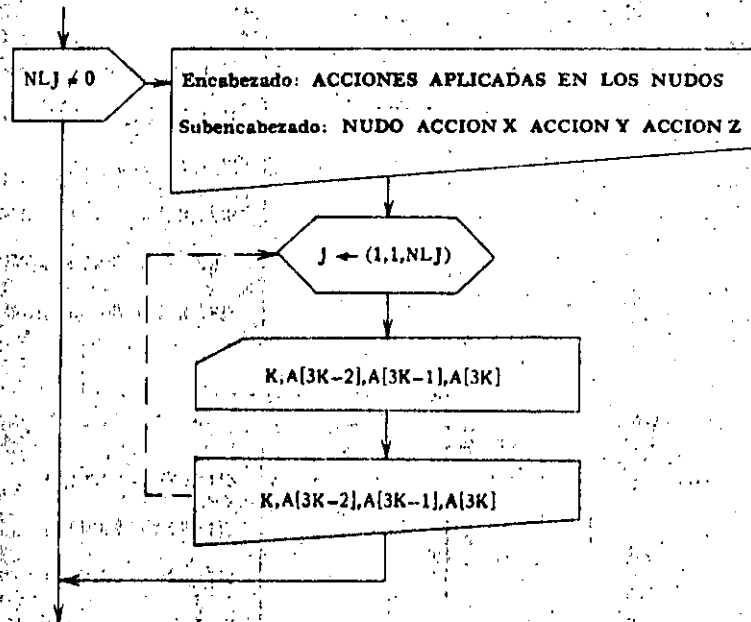 NLJ ≠ 0
Encabezado: ACCIONES APLICADAS EN LOS NUDOS
Subencabezado: NUDO ACCION X ACCION Y ACCION Z
J ← (1,1,NLJ)
K,A[3K-2],A[3K-1],A[3K]
K,A[3K-2],A[3K-1],A[3K]